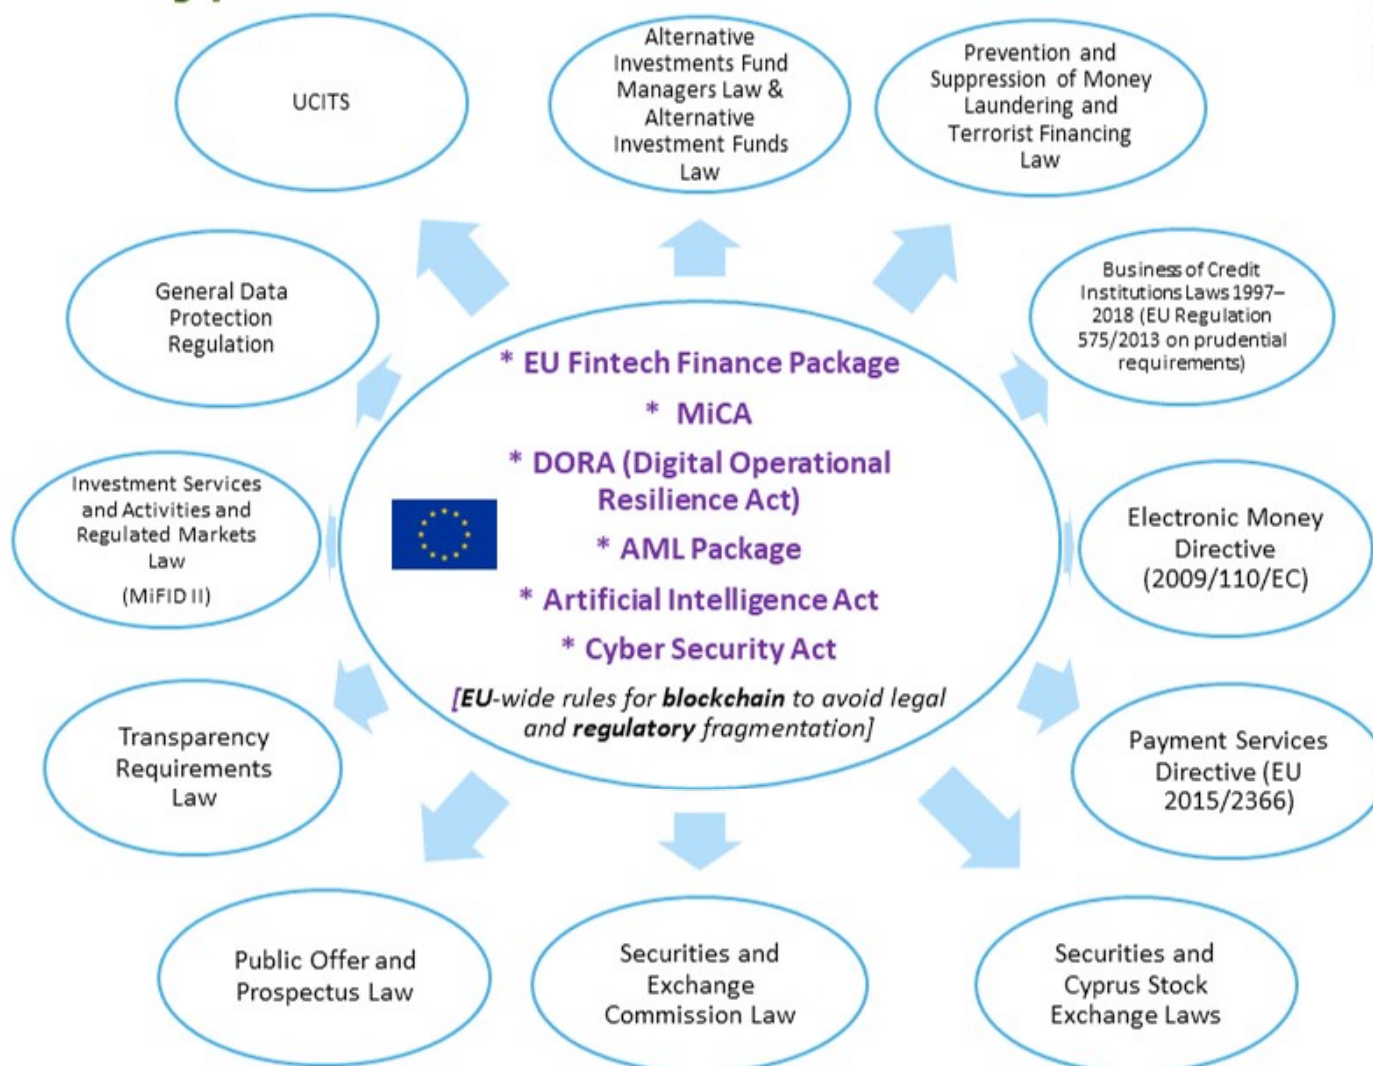 UCITS
Alternative
Investments Fund
Managers Law &
Alternative
Investment Funds
Law
Prevention and
Suppression of Money
Laundering and
Terrorist Financing
Law
General Data
Protection
Regulation
Business of Credit
Institutions Laws 1997–
2018 (EU Regulation
575/2013 on prudential
requirements)
* EU Fintech Finance Package
* MiCA
* DORA (Digital Operational
Resilience Act)
* AML Package
* Artificial Intelligence Act
* Cyber Security Act
[EU-wide rules for blockchain to avoid legal
and regulatory fragmentation]
Investment Services
and Activities and
Regulated Markets
Law
(MiFID II)
Electronic Money
Directive
(2009/110/EC)
Transparency
Requirements
Law
Payment Services
Directive (EU
2015/2366)
Public Offer and
Prospectus Law
Securities and
Exchange
Commission Law
Securities and
Cyprus Stock
Exchange Laws